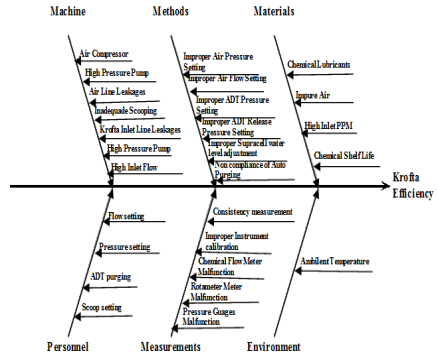 Machine
Methods
Materials
Air Compressor
High Pressure Pump
Air Line Leakages
Inadequate Scooping
Krofta Inlet Line Leakages
High Pressure Pump
High Inlet Flow
Improper Air Pressure
Setting
Improper Air Flow Setting
Improper ADT Pressure
Setting
Improper ADT Release
Pressure Setting
Improper Supracell water
level adjustment
Non compliance of Auto
Purging
Chemical Lubricants
Impure Air
High Inlet PPM
Chemical Shelf Life
Krofta
Efficiency
Flow setting
Pressure setting
ADT purging
Scoop setting
Consistency measurement
Improper Instrument
calibration
Chemical Flow Meter
Malfunction
Rotameter Meter
Malfunction
Pressure Guages
Malfunction
Ambilent Temperature
Personnel
Measurements
Environment